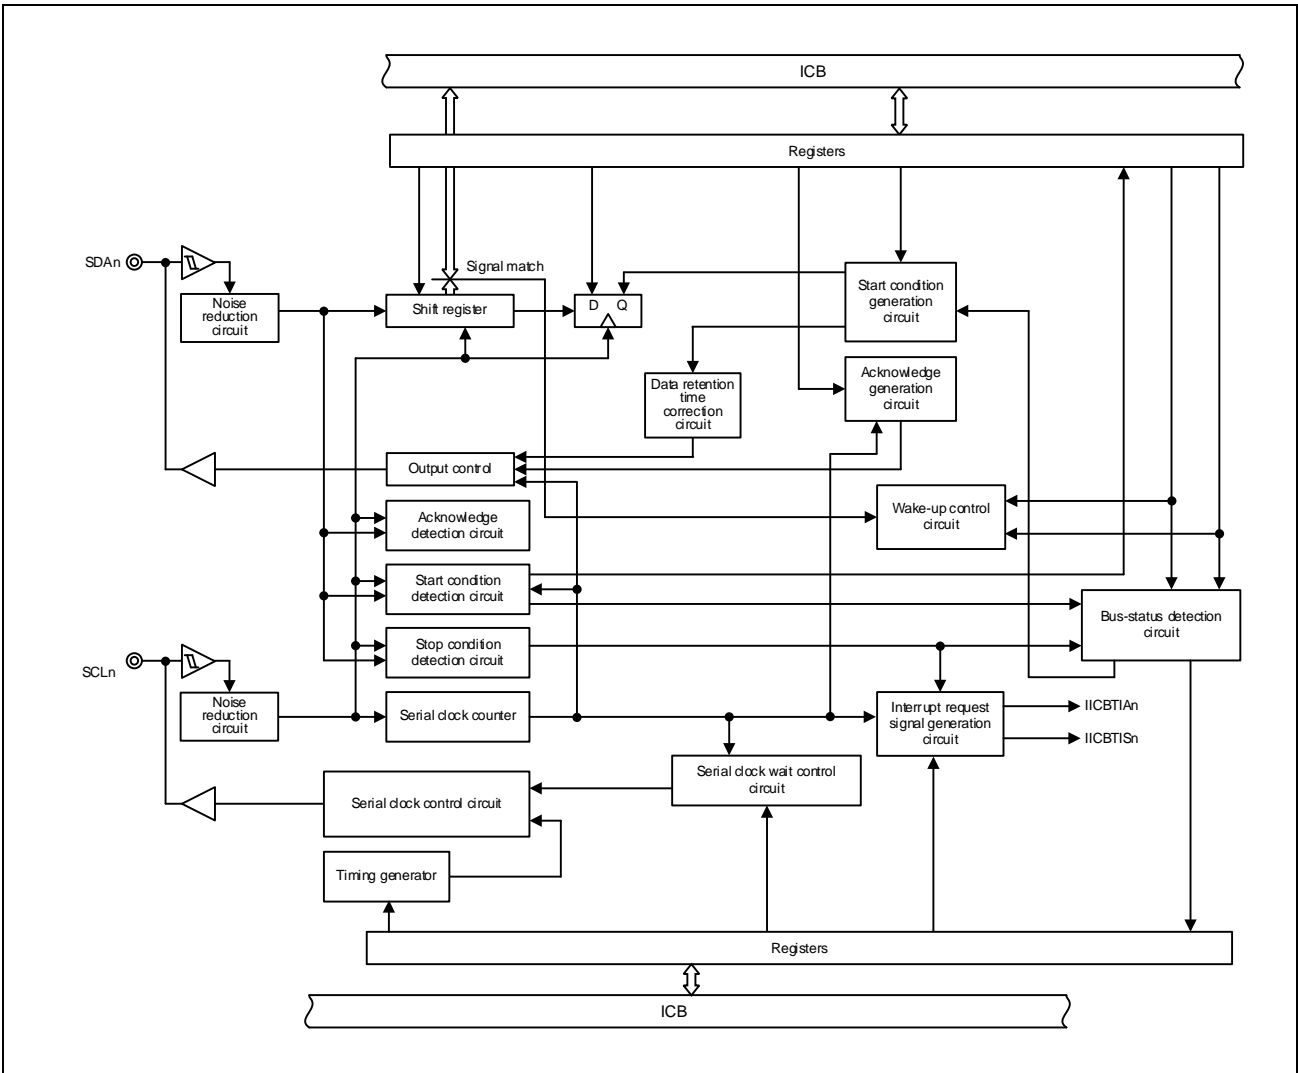 ICB
Registers
SDAn
Signal match
Noise
reduction
circuit
Shift register
D Q
Start condition
generation
circuit
Data retention
time
correction
circuit
Acknowledge
generation
circuit
Output control
Acknowledge
detection circuit
Wake-up control
circuit
Start condition
detection circuit
Bus-status detection
circuit
Stop condition
detection circuit
SCLn
Noise
reduction
circuit
Serial clock counter
Interrupt request
signal generation
circuit
IICBTIAn
IICBTISn
Serial clock wait control
circuit
Serial clock control circuit
Timing generator
Registers
ICB